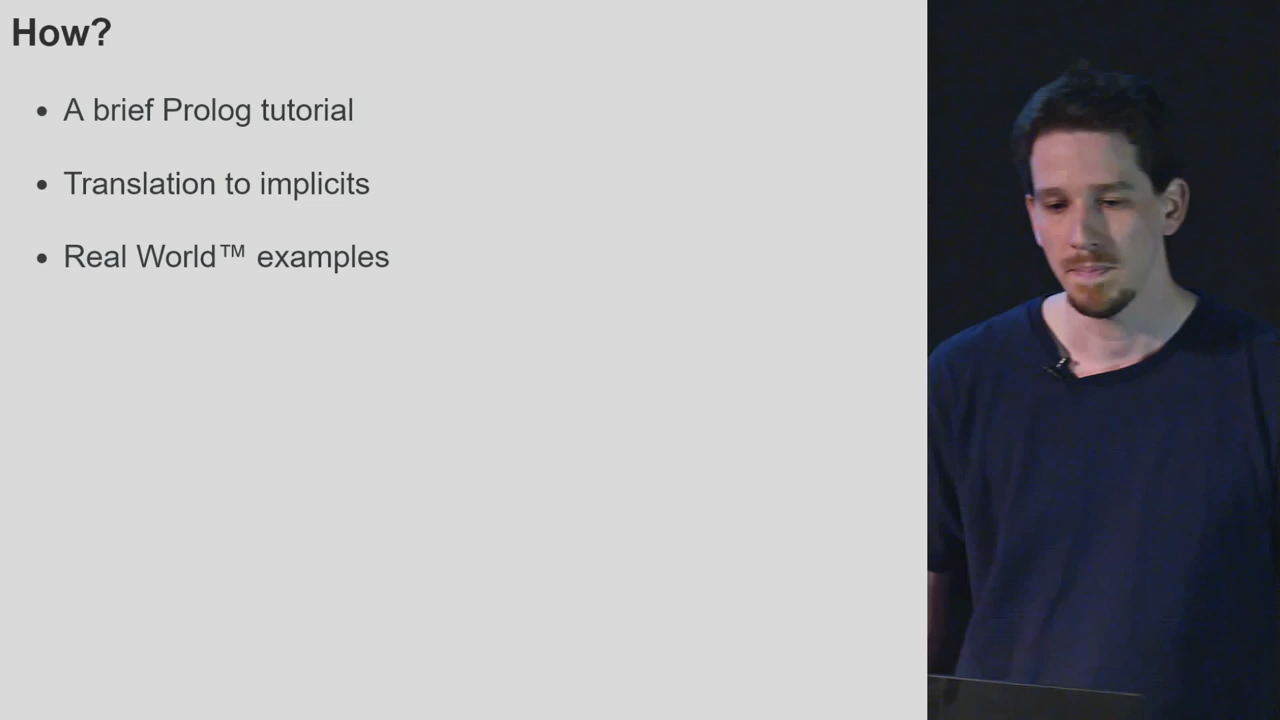 How?
• A brief Prolog tutorial
• Translation to implicits
• Real World™ examples